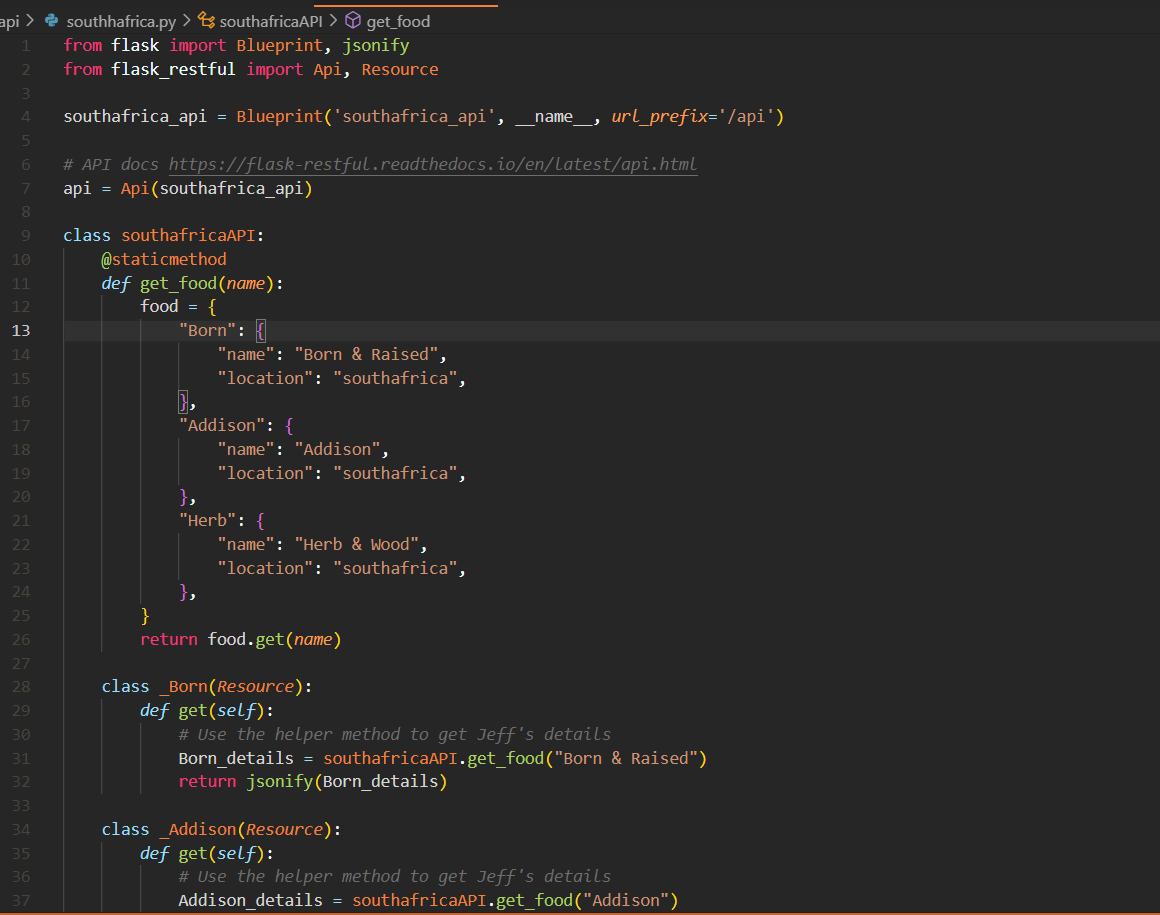 api > southhafrica.py > southafricaAPI > get_food
1 from flask import Blueprint, jsonify
2 from flask_restful import Api, Resource
3
4 southafrica_api = Blueprint('southafrica_api', __name__, url_prefix='/api')
5
6 # API docs https://flask-restful.readthedocs.io/en/latest/api.html
7 api = Api(southafrica_api)
8
9 class southafricaAPI:
10     @staticmethod
11     def get_food(name):
12         food = {
13             "Born": {
14                 "name": "Born & Raised",
15                 "location": "southafrica",
16             },
17             "Addison": {
18                 "name": "Addison",
19                 "location": "southafrica",
20             },
21             "Herb": {
22                 "name": "Herb & Wood",
23                 "location": "southafrica",
24             },
25         }
26         return food.get(name)
27
28     class _Born(Resource):
29         def get(self):
30             # Use the helper method to get Jeff's details
31             Born_details = southafricaAPI.get_food("Born & Raised")
32             return jsonify(Born_details)
33
34     class _Addison(Resource):
35         def get(self):
36             # Use the helper method to get Jeff's details
37             Addison_details = southafricaAPI.get_food("Addison")